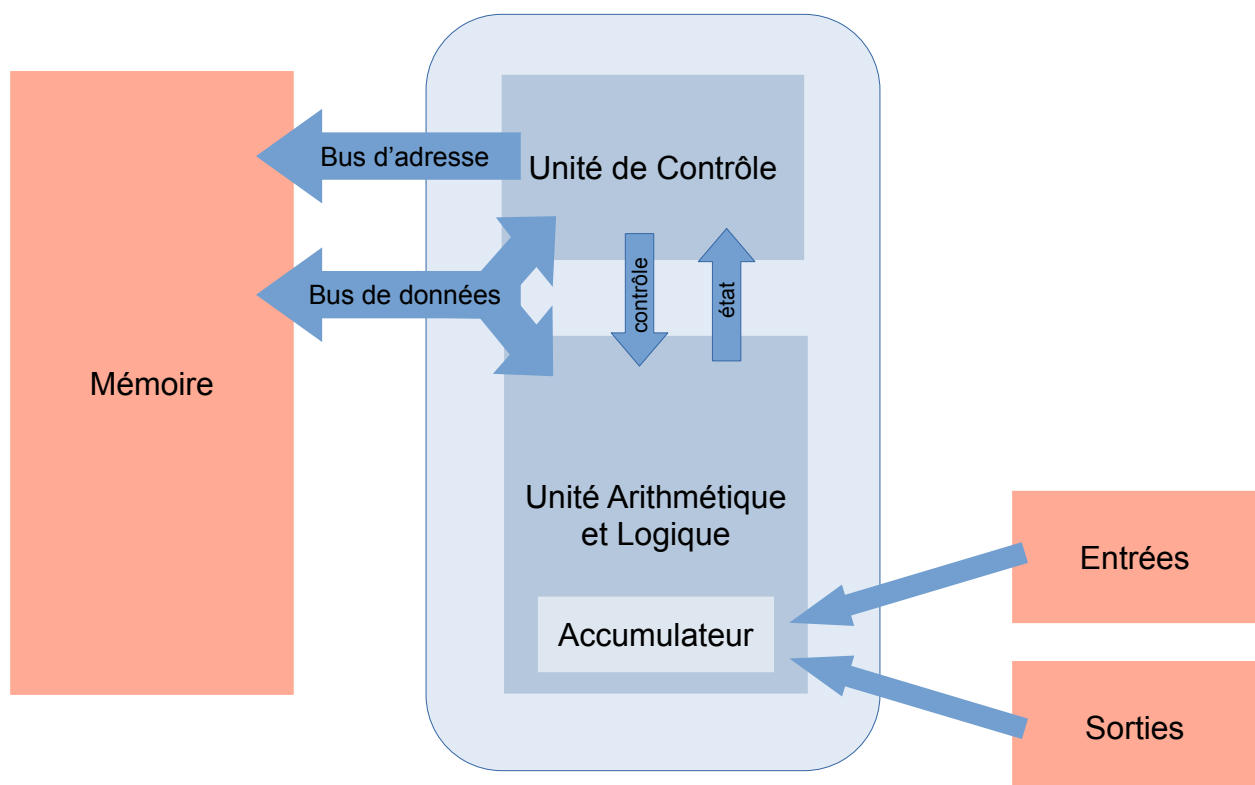 Bus d’adresse
Unité de Contrôle
Bus de données
contrôle
état
Mémoire
Unité Arithmétique
et Logique
Accumulateur
Entrées
Sorties